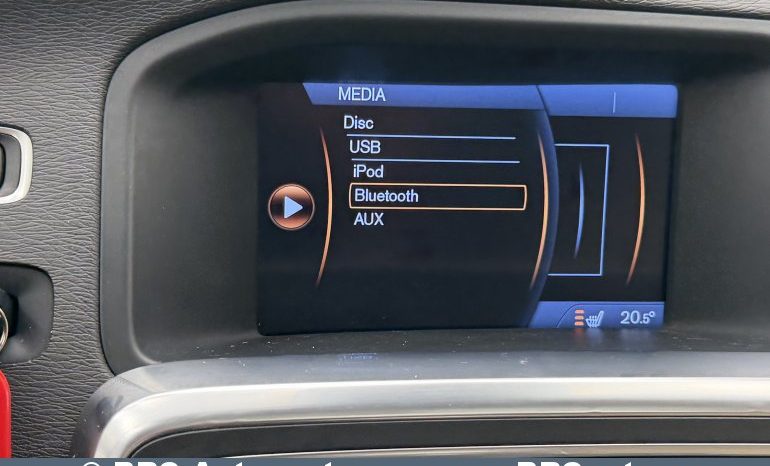 MEDIA
Disc
USB
iPod
Bluetooth
AUX
20.5°